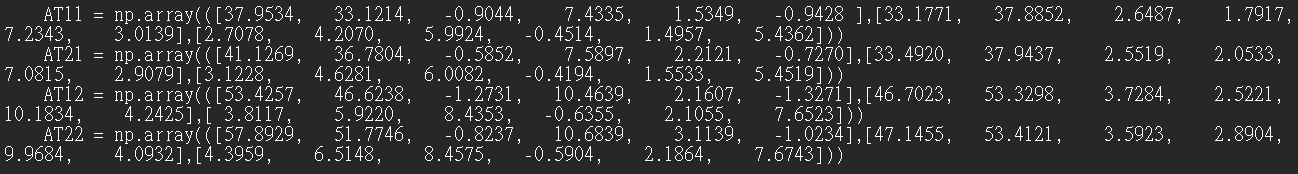 AT11 = np.array(([37.9534, 33.1214, -0.9044, 7.4335, 1.5349, -0.9428 ],[33.1771, 37.8852, 2.6487, 1.7917,
7.2343, 3.0139],[2.7078, 4.2070, 5.9924, -0.4514, 1.4957, 5.4362]))
AT21 = np.array(([41.1269, 36.7804, -0.5852, 7.5897, 2.2121, -0.7270],[33.4920, 37.9437, 2.5519, 2.0533,
7.0815, 2.9079],[3.1228, 4.6281, 6.0082, -0.4194, 1.5533, 5.4519]))
AT12 = np.array(([53.4257, 46.6238, -1.2731, 10.4639, 2.1607, -1.3271],[46.7023, 53.3298, 3.7284, 2.5221,
10.1834, 4.2425],[ 3.8117, 5.9220, 8.4353, -0.6355, 2.1055, 7.6523]))
AT22 = np.array(([57.8929, 51.7746, -0.8237, 10.6839, 3.1139, -1.0234],[47.1455, 53.4121, 3.5923, 2.8904,
9.9684, 4.0932],[4.3959, 6.5148, 8.4575, -0.5904, 2.1864, 7.6743]))